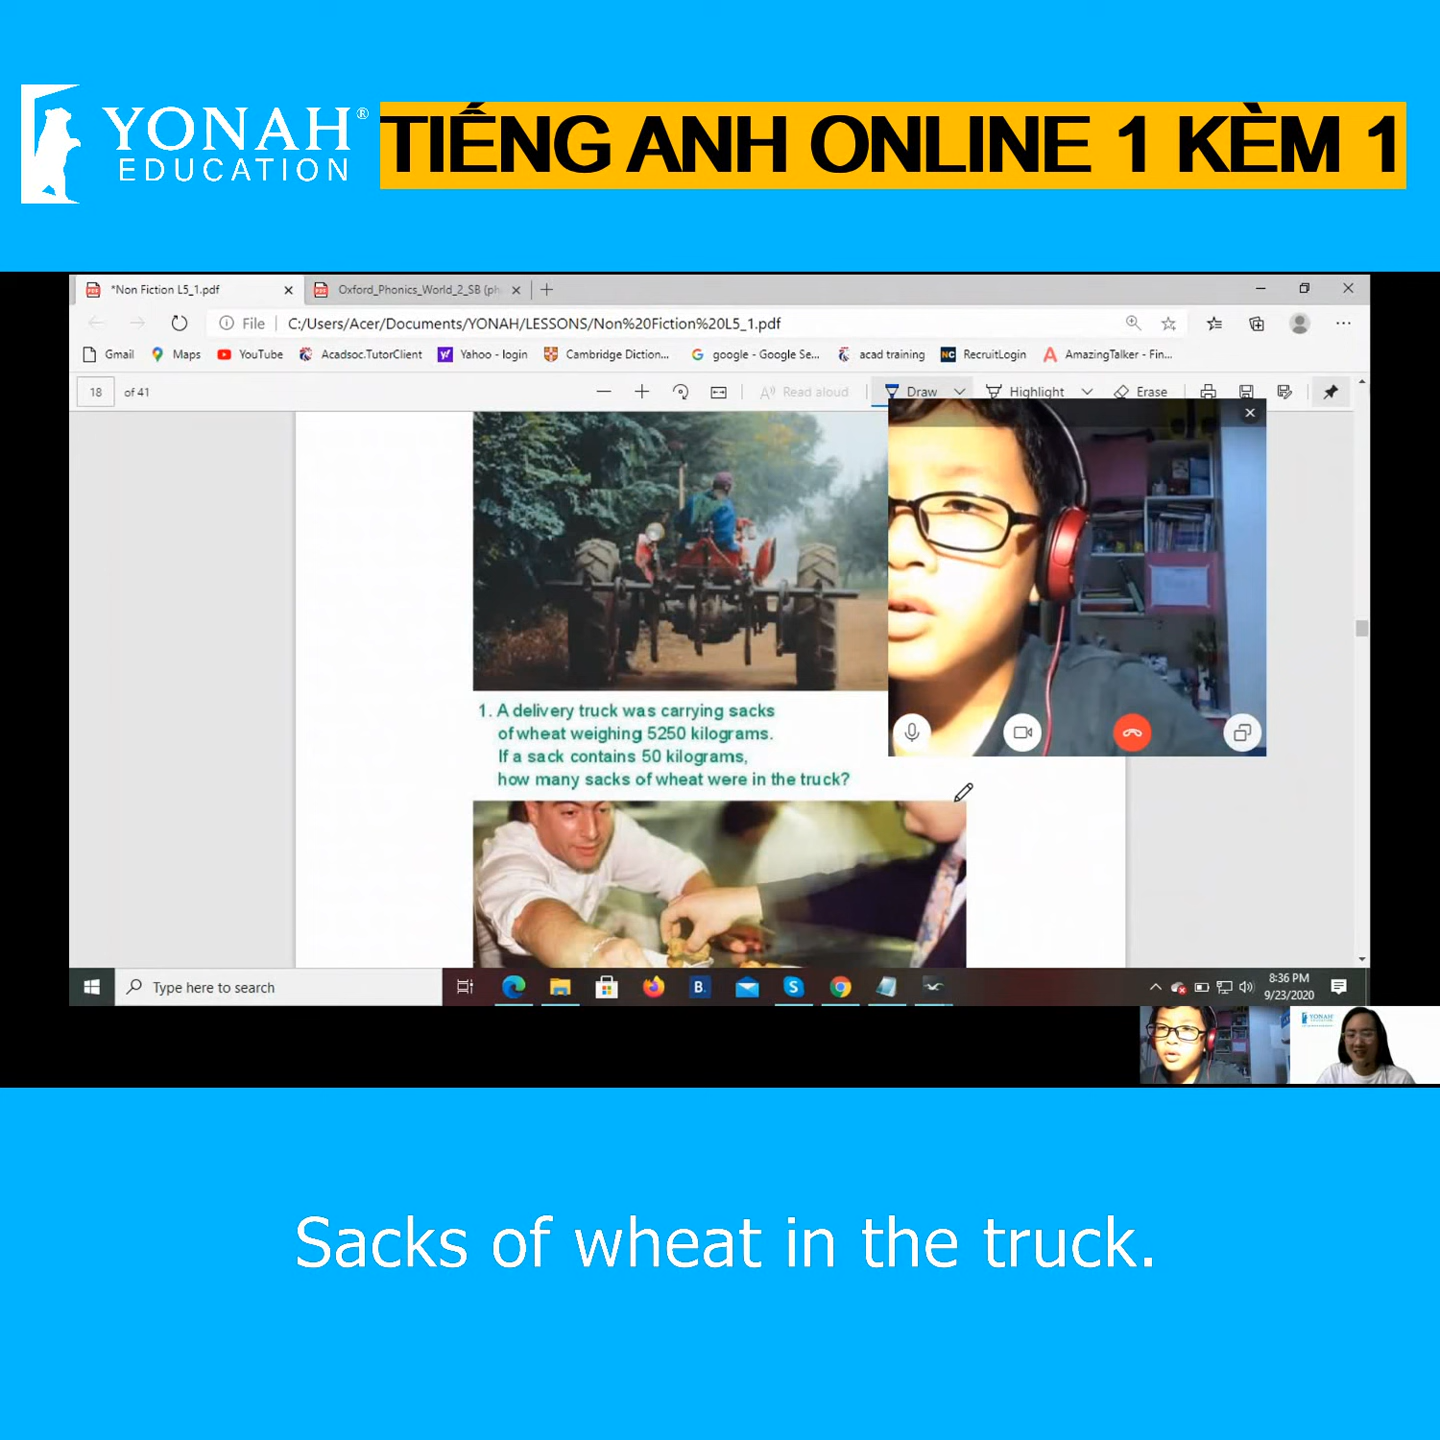 YONAH®
EDUCATION
TIẾNG ANH ONLINE 1 KÈM 1
*Non Fiction L5_1.pdf
Oxford_Phonics_World_2_SB (ph
File
C:/Users/Acer/Documents/YONAH/LESSONS/Non%20Fiction%20L5_1.pdf
Gmail
Maps
YouTube
Acadsoc.TutorClient
Yahoo - login
Cambridge Diction...
google - Google Se...
acad training
NC
RecruitLogin
AmazingTalker - Fin...
18 of 41
Read aloud
Draw
Highlight
Erase
1. A delivery truck was carrying sacks
of wheat weighing 5250 kilograms.
If a sack contains 50 kilograms,
how many sacks of wheat were in the truck?
Type here to search
B.
8:36 PM
9/23/2020
YONAH
Sacks of wheat in the truck.